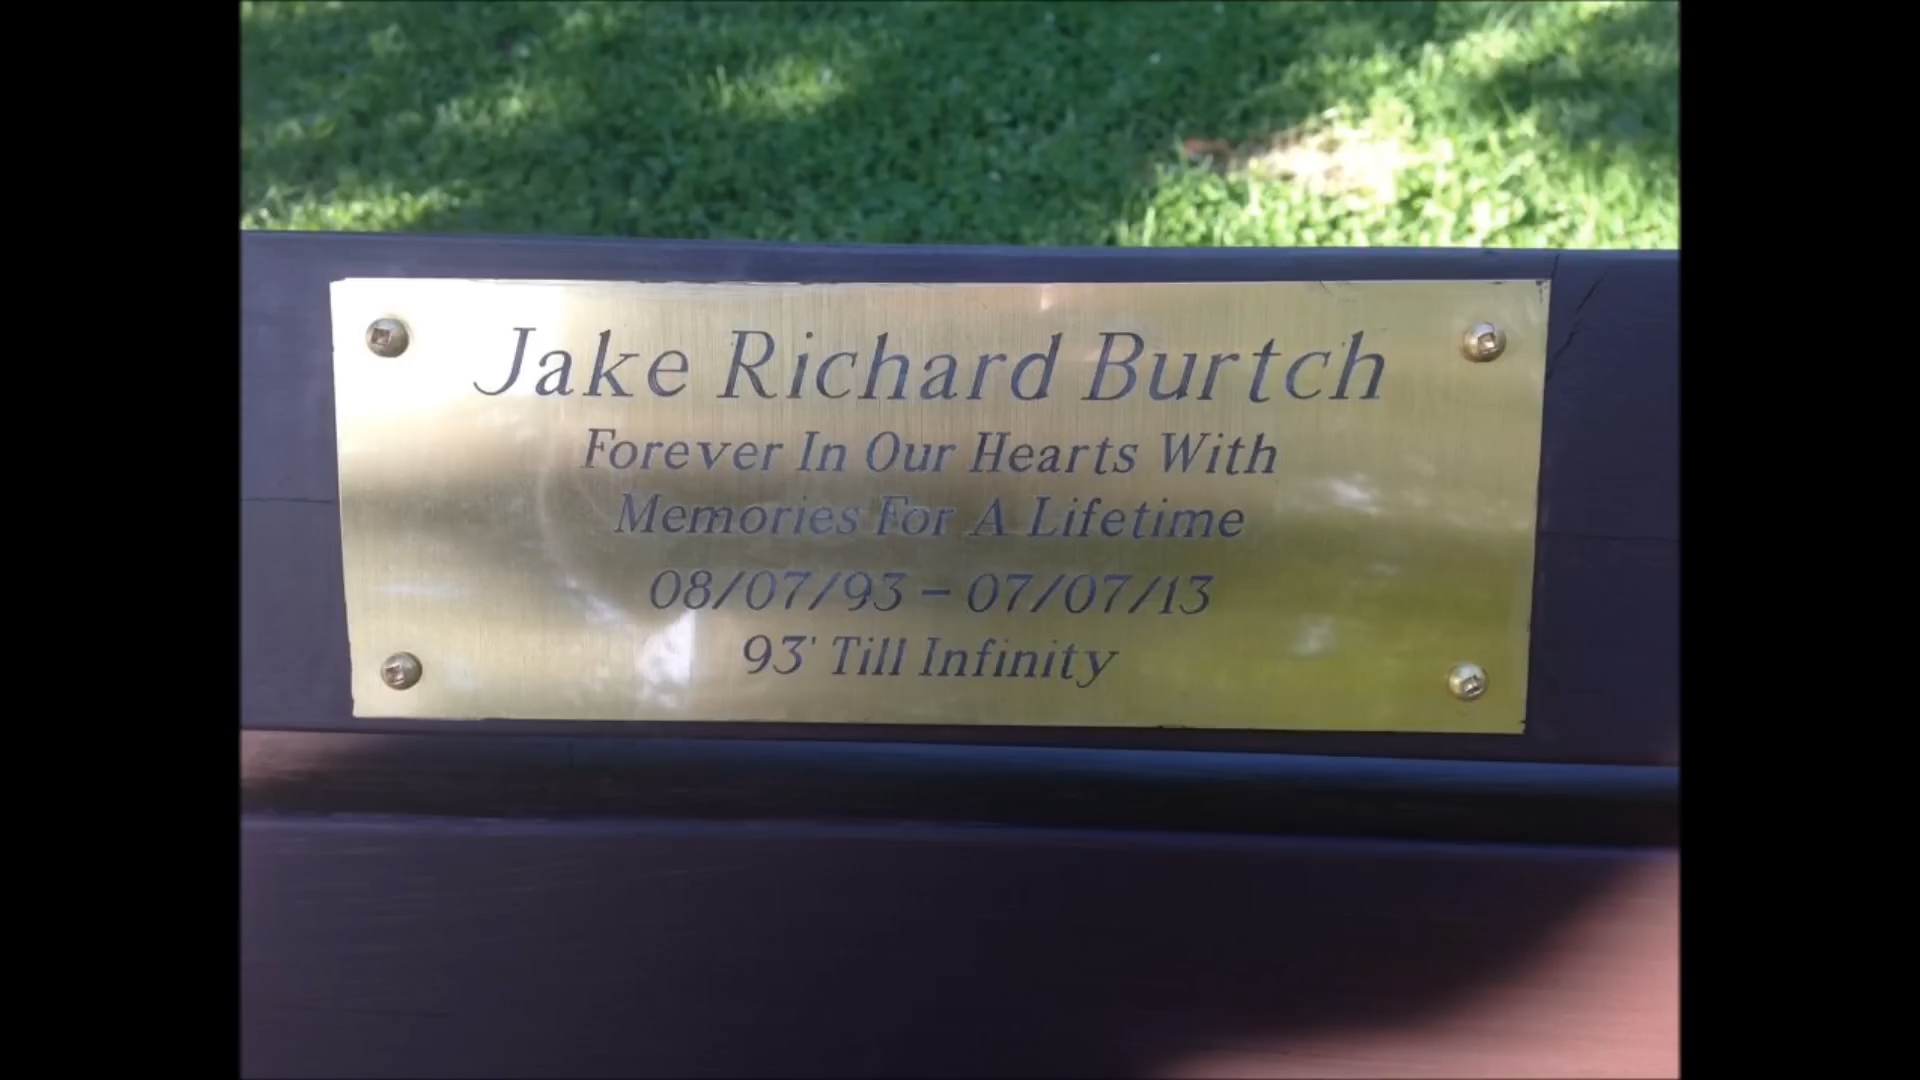 Jake Richard Burtch
Forever In Our Hearts With
Memories For A Lifetime
08/07/93 – 07/07/13
93' Till Infinity